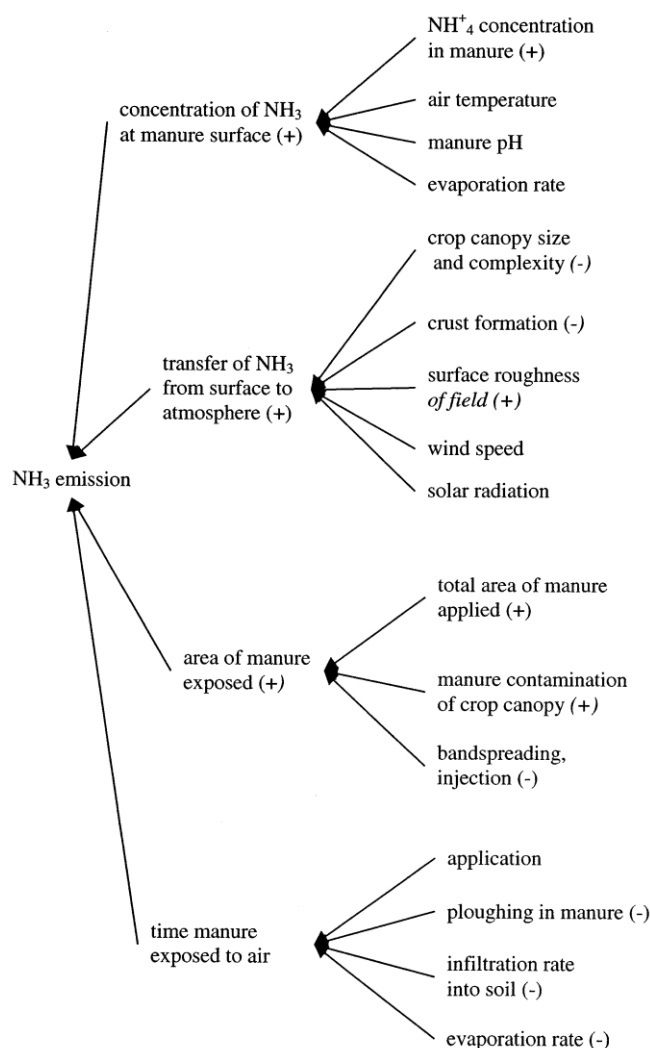 NH⁺₄ concentration
in manure (+)
concentration of NH₃
at manure surface (+)
air temperature
manure pH
evaporation rate
crop canopy size
and complexity (-)
crust formation (-)
transfer of NH₃
from surface to
atmosphere (+)
surface roughness
of field (+)
wind speed
solar radiation
NH₃ emission
total area of manure
applied (+)
area of manure
exposed (+)
manure contamination
of crop canopy (+)
bandspreading,
injection (-)
application
time manure
exposed to air
ploughing in manure (-)
infiltration rate
into soil (-)
evaporation rate (-)